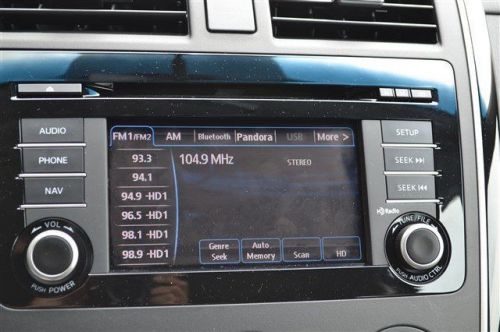 AUDIO
PHONE
NAV
VOL
PUSH POWER
FM1/FM2 AM Bluetooth Pandora USB More >
93.3
94.1
94.9 -HD1
96.5 -HD1
98.1 -HD1
98.9 -HD1
104.9 MHz
STEREO
Genre Seek
Auto Memory
Scan
HD
SETUP
SEEK
SEEK
HD Radio
TUNE/FILE
PUSH AUDIO CTRL